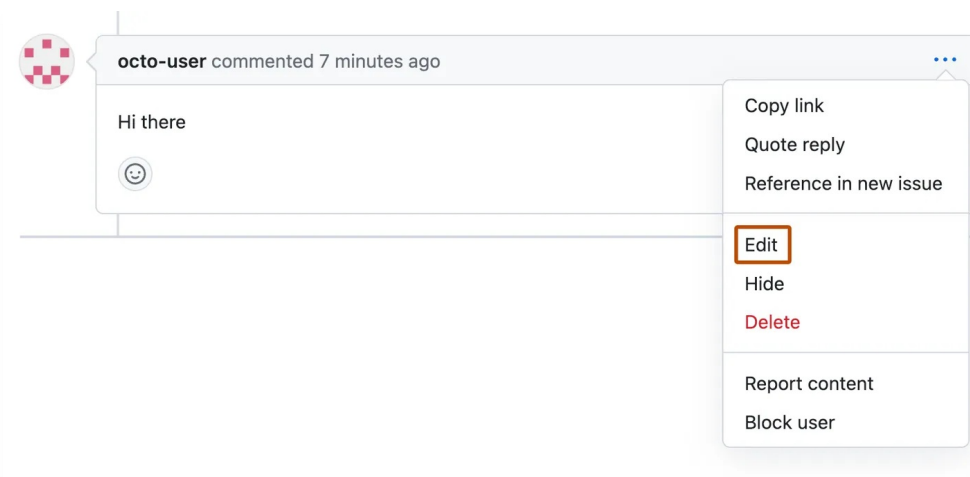 octo-user commented 7 minutes ago
Hi there
Copy link
Quote reply
Reference in new issue
Edit
Hide
Delete
Report content
Block user